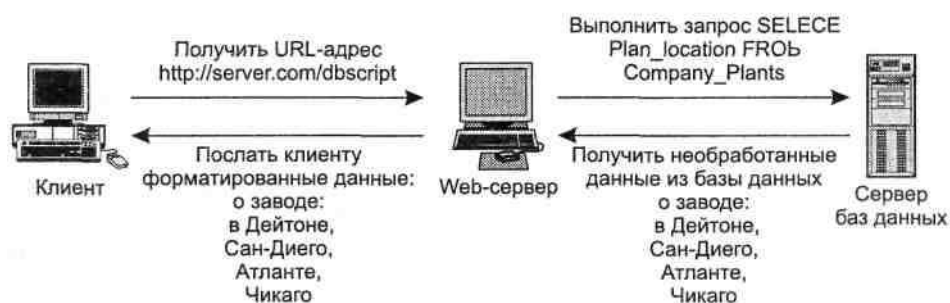 Получить URL-адрес
http://server.com/dbscript
Выполнить запрос SELECE
Plan_location FROЬ
Company_Plants
Клиент
Послать клиенту
форматированные данные:
о заводе:
в Дейтоне,
Сан-Диего,
Атланте,
Чикаго
Web-сервер
Получить необработанные
данные из базы данных
о заводе:
в Дейтоне,
Сан-Диего,
Атланте,
Чикаго
Сервер
баз данных